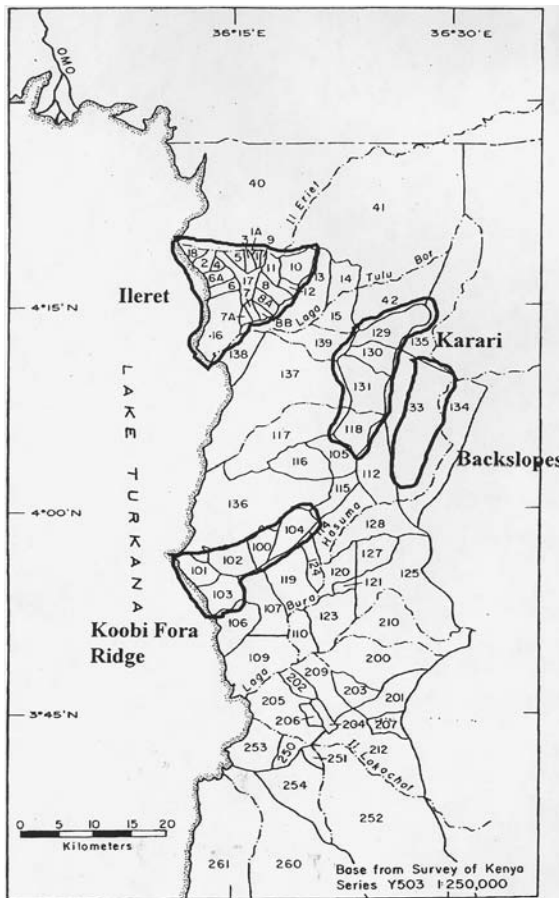 36°15'E 36°30'E
OMO
40
Il Eriet
41
1A
3 9
18 2 4 5 1 11 10
6A 6 17 8 12 13 14 Tulu Bor
7 8A
Ileret
4°15'
7A 8B Laga 15 42
16
129 135
138 139 130 Karari
137
131 33 134
118
117
105 Backslopes
116 112
115
136
4°00'
104 114 Hasuma 128
100
102 127
101 119 124 120 125
103 121
107 Bura 123
106 210
110
Koobi Fora
Ridge
109 200
209
Laga 202 203 201
205
3°45'
206 204 207
253 250 251 212
Il Lokochot
254
252
LAKE TURKANA
0 5 10 15 20
Kilometers
261 260
Base from Survey of Kenya
Series Y503 1:250,000